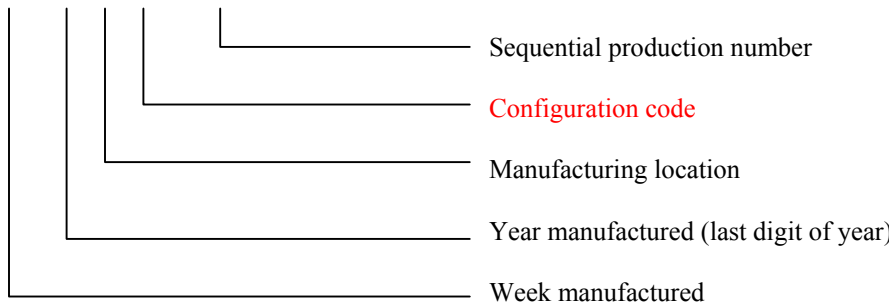 Sequential production number
Configuration code
Manufacturing location
Year manufactured (last digit of year)
Week manufactured